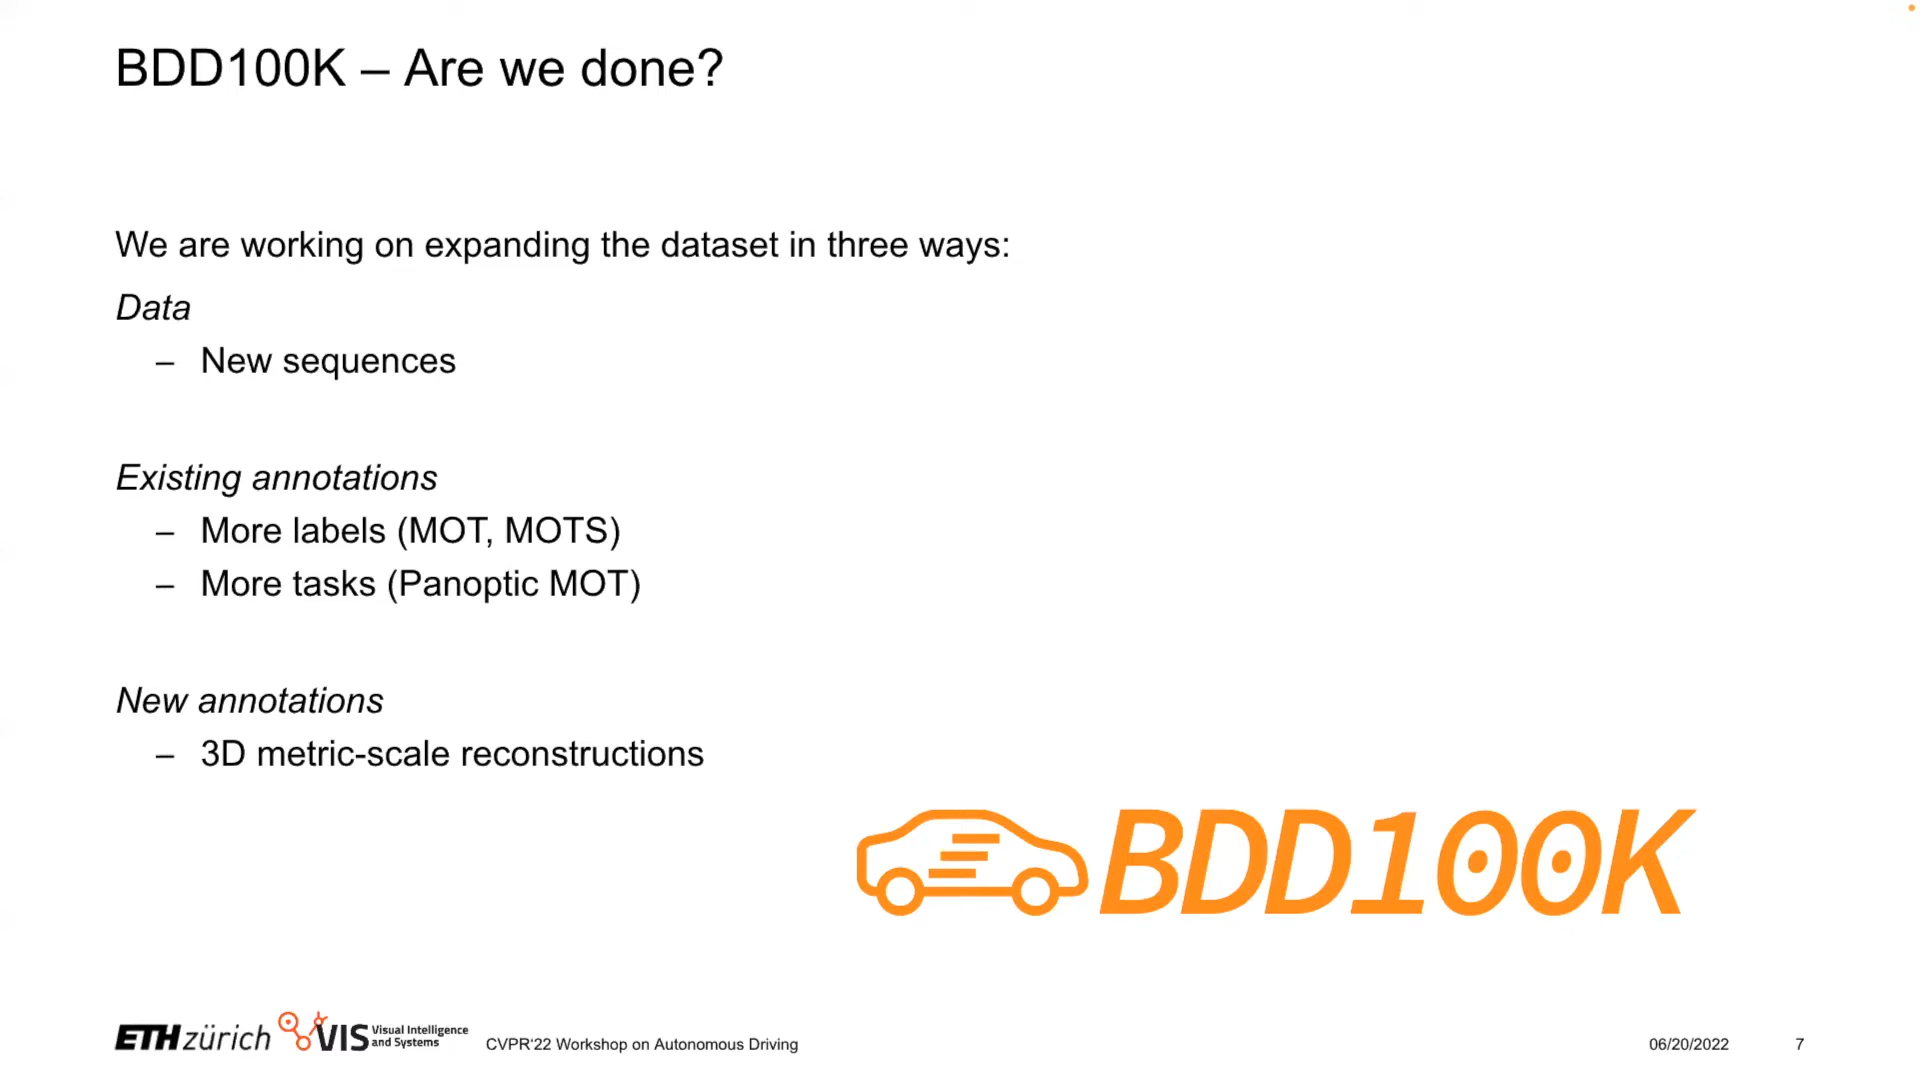 BDD100K – Are we done?
We are working on expanding the dataset in three ways:
Data
– New sequences
Existing annotations
– More labels (MOT, MOTS)
– More tasks (Panoptic MOT)
New annotations
– 3D metric-scale reconstructions
BDD100K
ETH zürich
VIS Visual Intelligence
and Systems
CVPR'22 Workshop on Autonomous Driving
06/20/2022
7